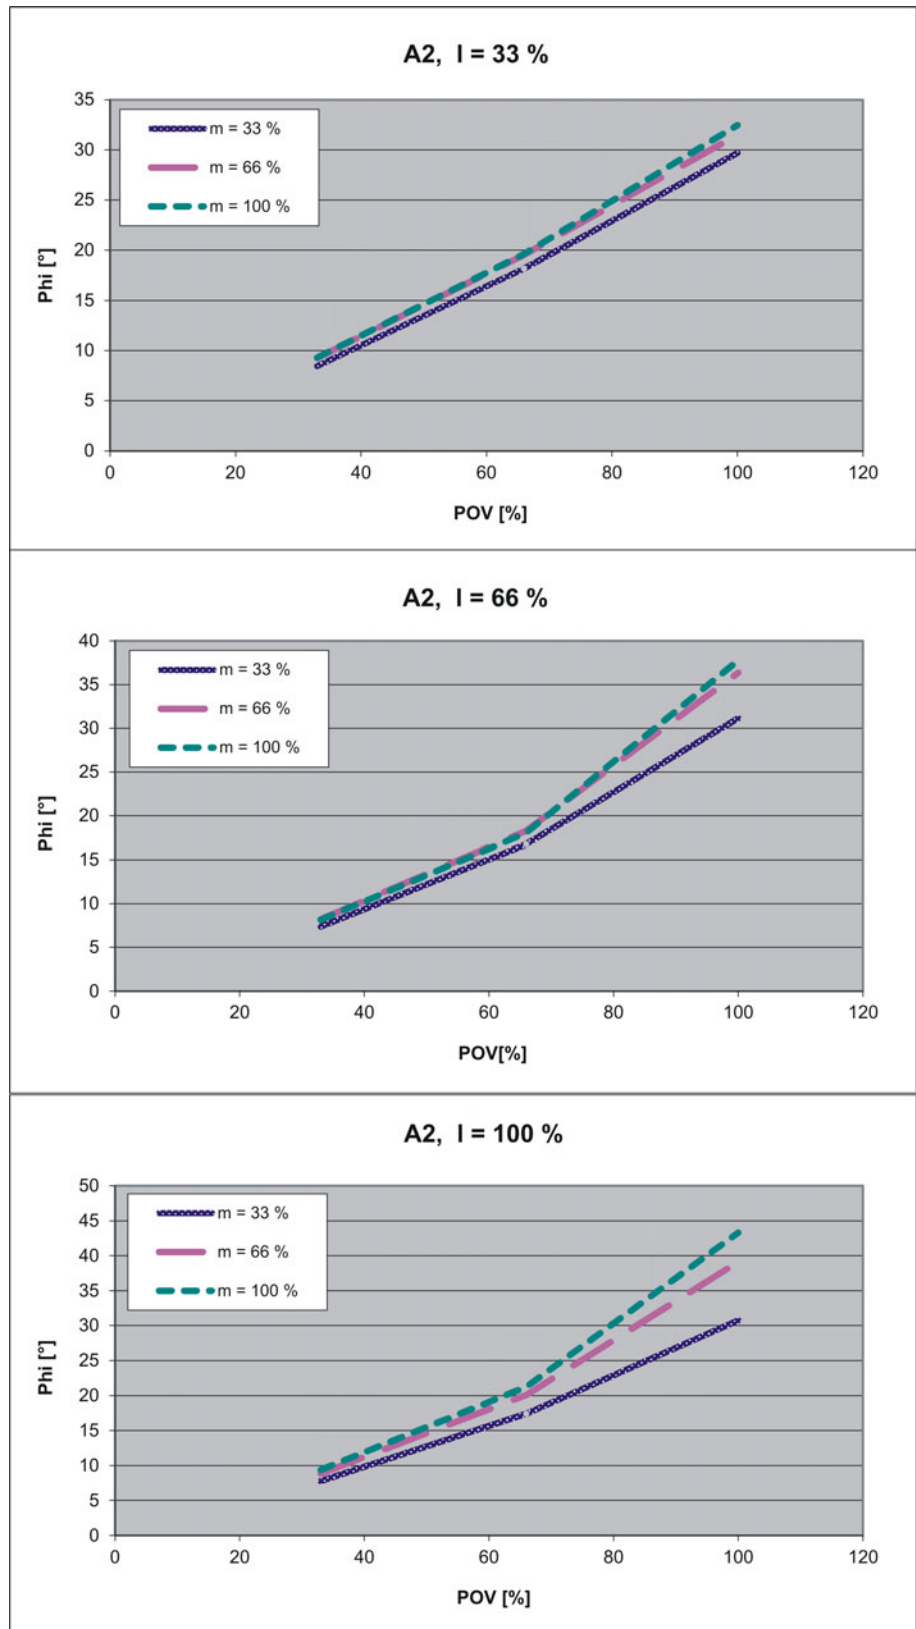 A2, I = 33 %
35
30
25
20
15
10
5
0
Phi [°]
m = 33 %
m = 66 %
m = 100 %
0 20 40 60 80 100 120
POV [%]
A2, I = 66 %
40
35
30
25
20
15
10
5
0
Phi [°]
m = 33 %
m = 66 %
m = 100 %
0 20 40 60 80 100 120
POV[%]
A2, I = 100 %
50
45
40
35
30
25
20
15
10
5
0
Phi [°]
m = 33 %
m = 66 %
m = 100 %
0 20 40 60 80 100 120
POV [%]